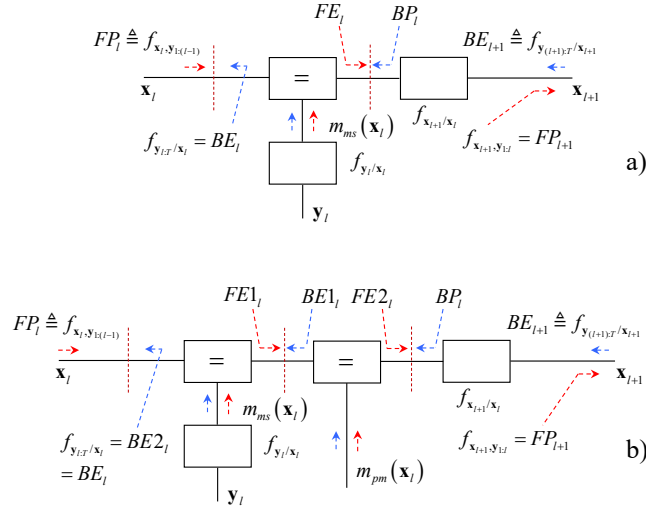 FE_l BP_l
FP_l ≜ f_{x_l,y_{1:(l-1)}} BE_{l+1} ≜ f_{y_{(l+1):T}/x_{l+1}}
x_l = x_{l+1}
m_{ms}(x_l) f_{x_{l+1}/x_l}
f_{y_{l:T}/x_l} = BE_l f_{y_l/x_l} f_{x_{l+1},y_{1:l}} = FP_{l+1}
a)
y_l
FE1_l BE1_l FE2_l BP_l
FP_l ≜ f_{x_l,y_{1:(l-1)}} BE_{l+1} ≜ f_{y_{(l+1):T}/x_{l+1}}
x_l = = x_{l+1}
m_{ms}(x_l) f_{x_{l+1}/x_l}
f_{y_{l:T}/x_l} = BE2_l f_{y_l/x_l} f_{x_{l+1},y_{1:l}} = FP_{l+1}
= BE_l m_{pm}(x_l) b)
y_l